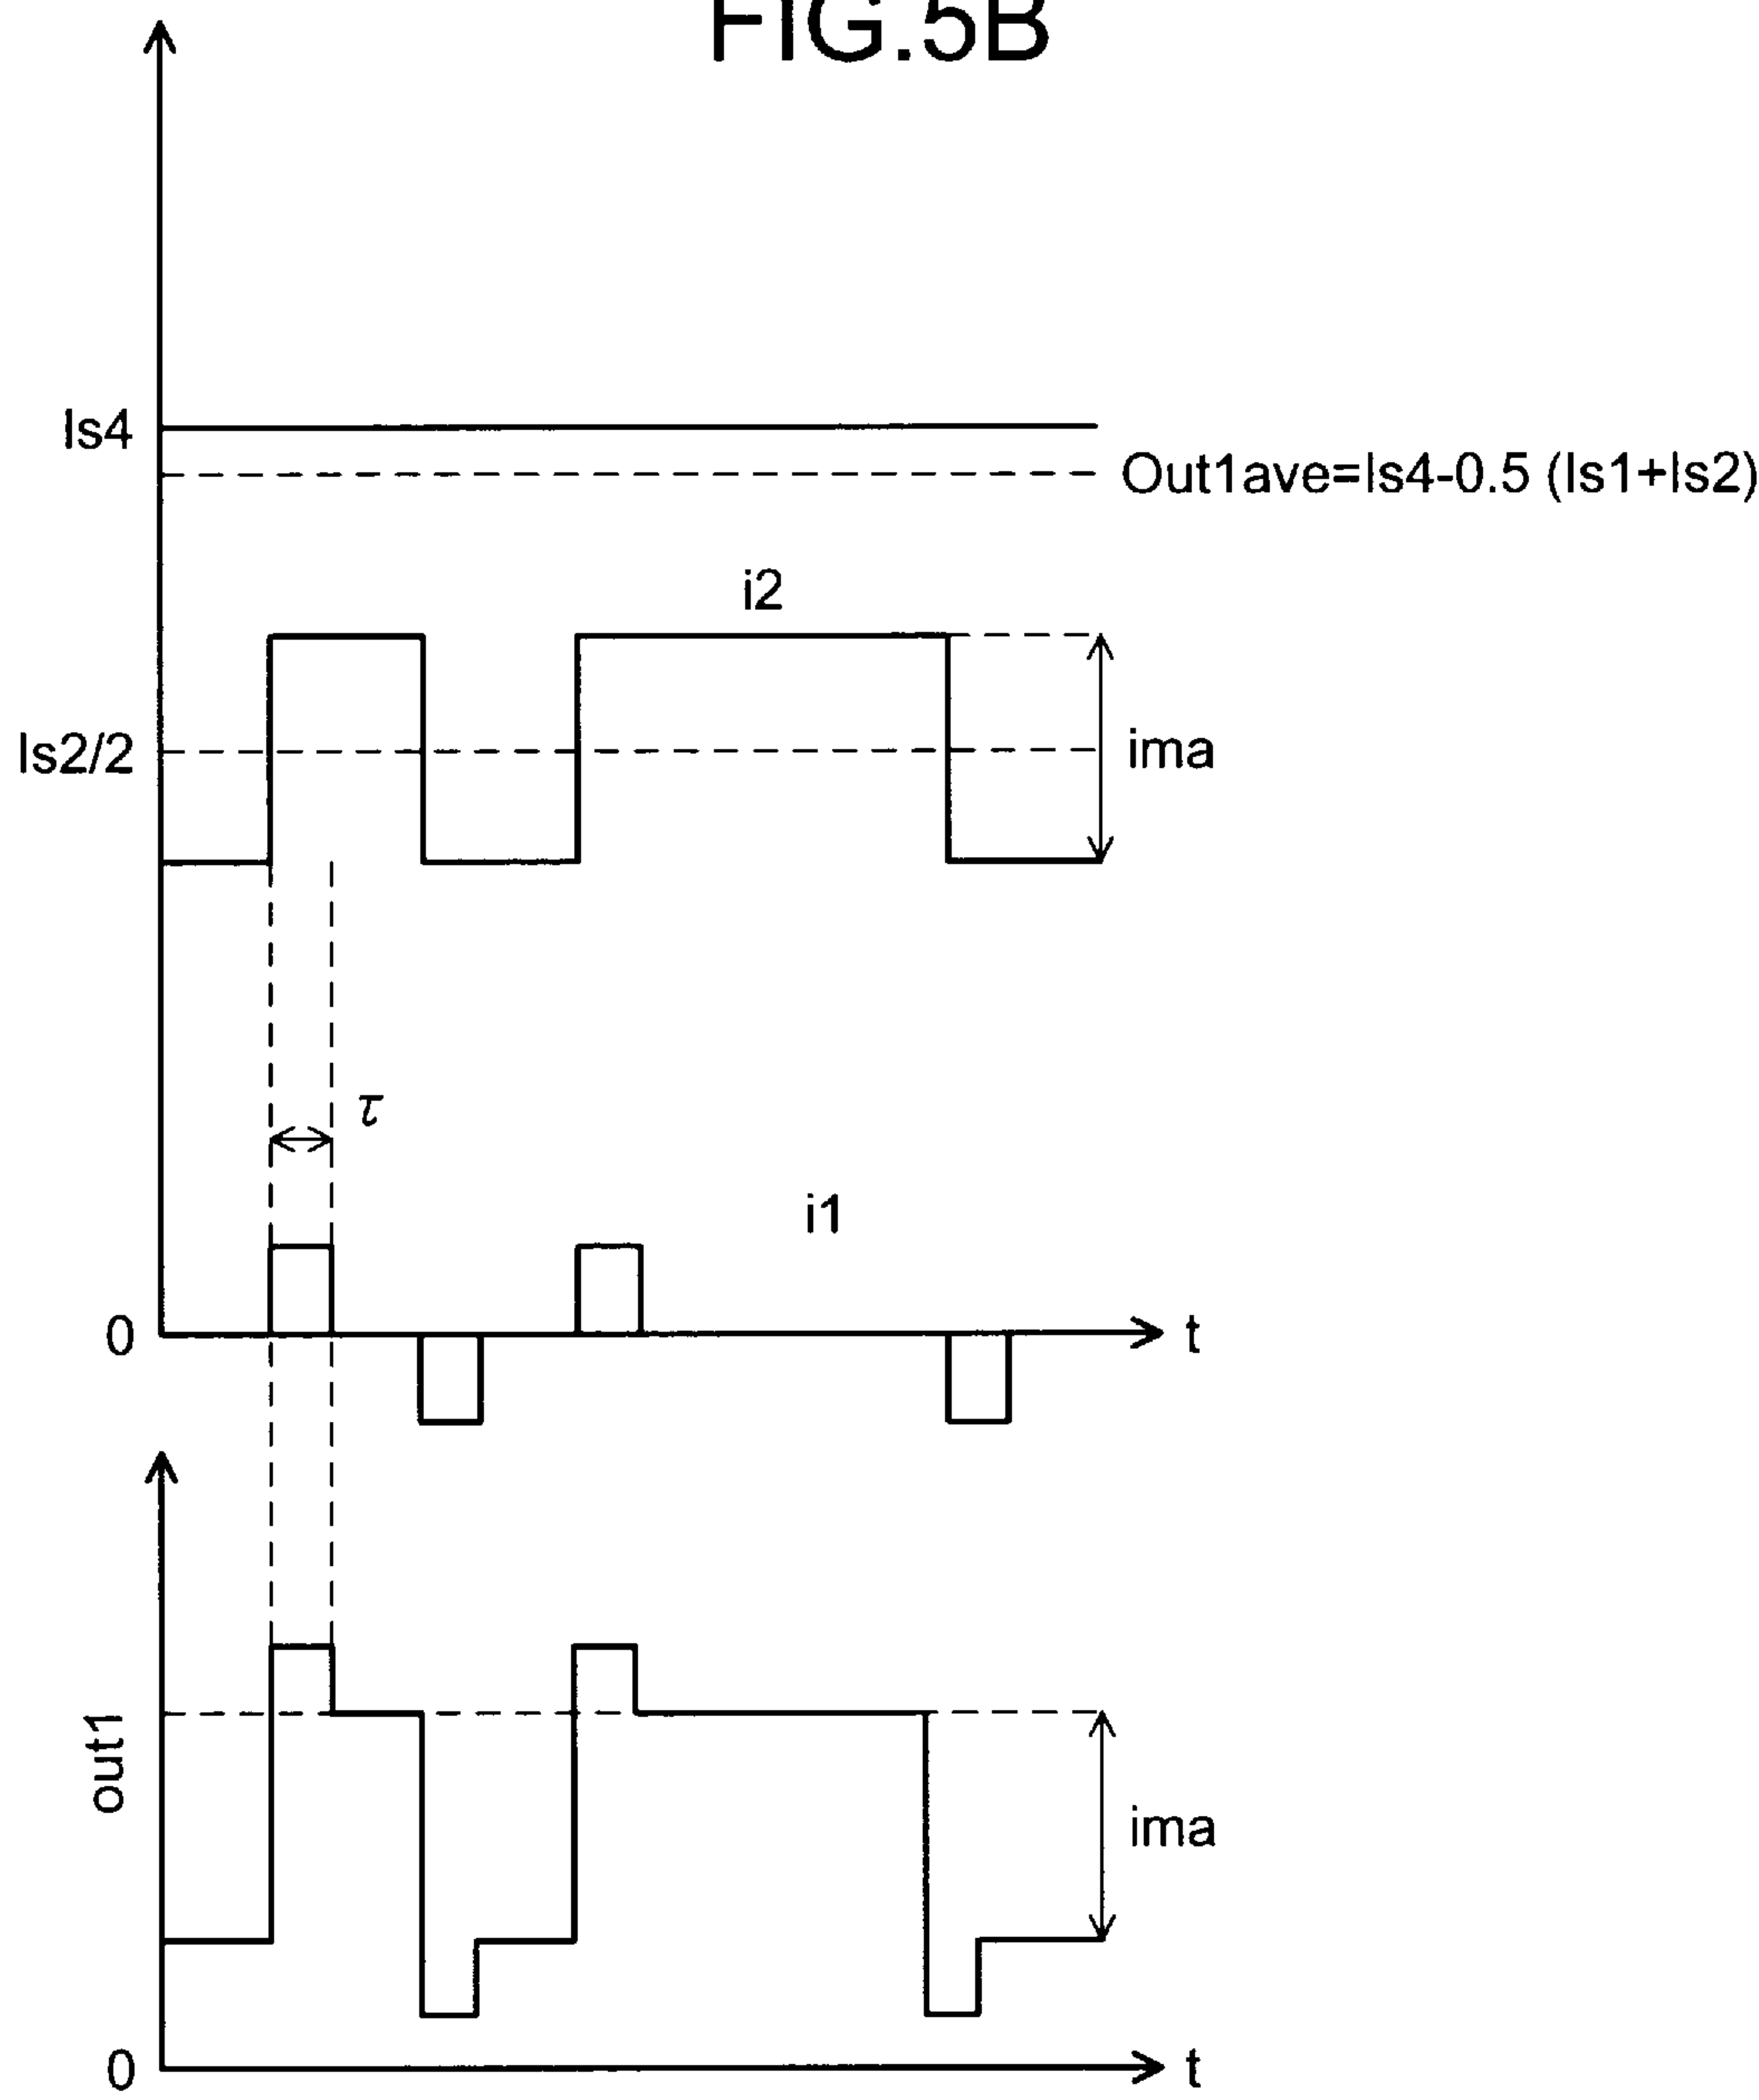 FIG.5B
Is4
Out1ave=Is4-0.5 (Is1+Is2)
i2
Is2/2
ima
τ
i1
0
t
out1
ima
0
t